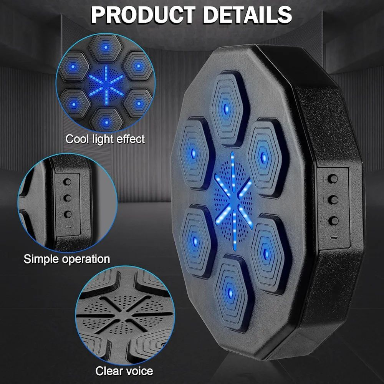 PRODUCT DETAILS
Cool light effect
Simple operation
Clear voice